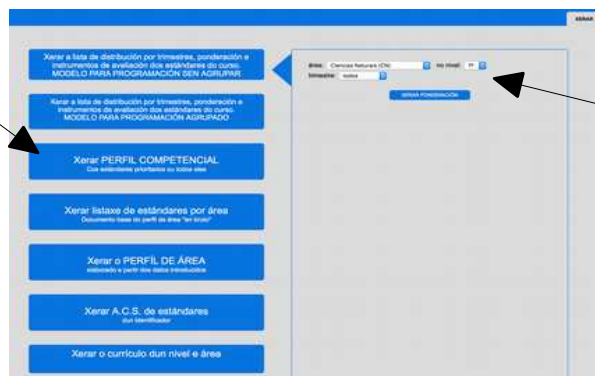 XERAR
Xerar a lista de distribución por trimestres, ponderación e
instrumentos de avaliación dos estándares do curso.
MODELO PARA PROGRAMACIÓN SEN AGRUPAR
Xerar a lista de distribución por trimestres, ponderación e
instrumentos de avaliación dos estándares do curso.
MODELO PARA PROGRAMACIÓN AGRUPADO
Xerar PERFIL COMPETENCIAL
Cos estándares prioritarios ou todos eles
Xerar listaxe de estándares por área
Documento base do perfil de área "en bruto"
Xerar o PERFÍL DE ÁREA
elaborado a partir dos datos introducidos
Xerar A.C.S. de estándares
dun identificador
Xerar o currículo dun nivel e área
área: Ciencias Naturais (CN) no nivel: 1º
trimestre: todos
XERAR PONDERACIÓN